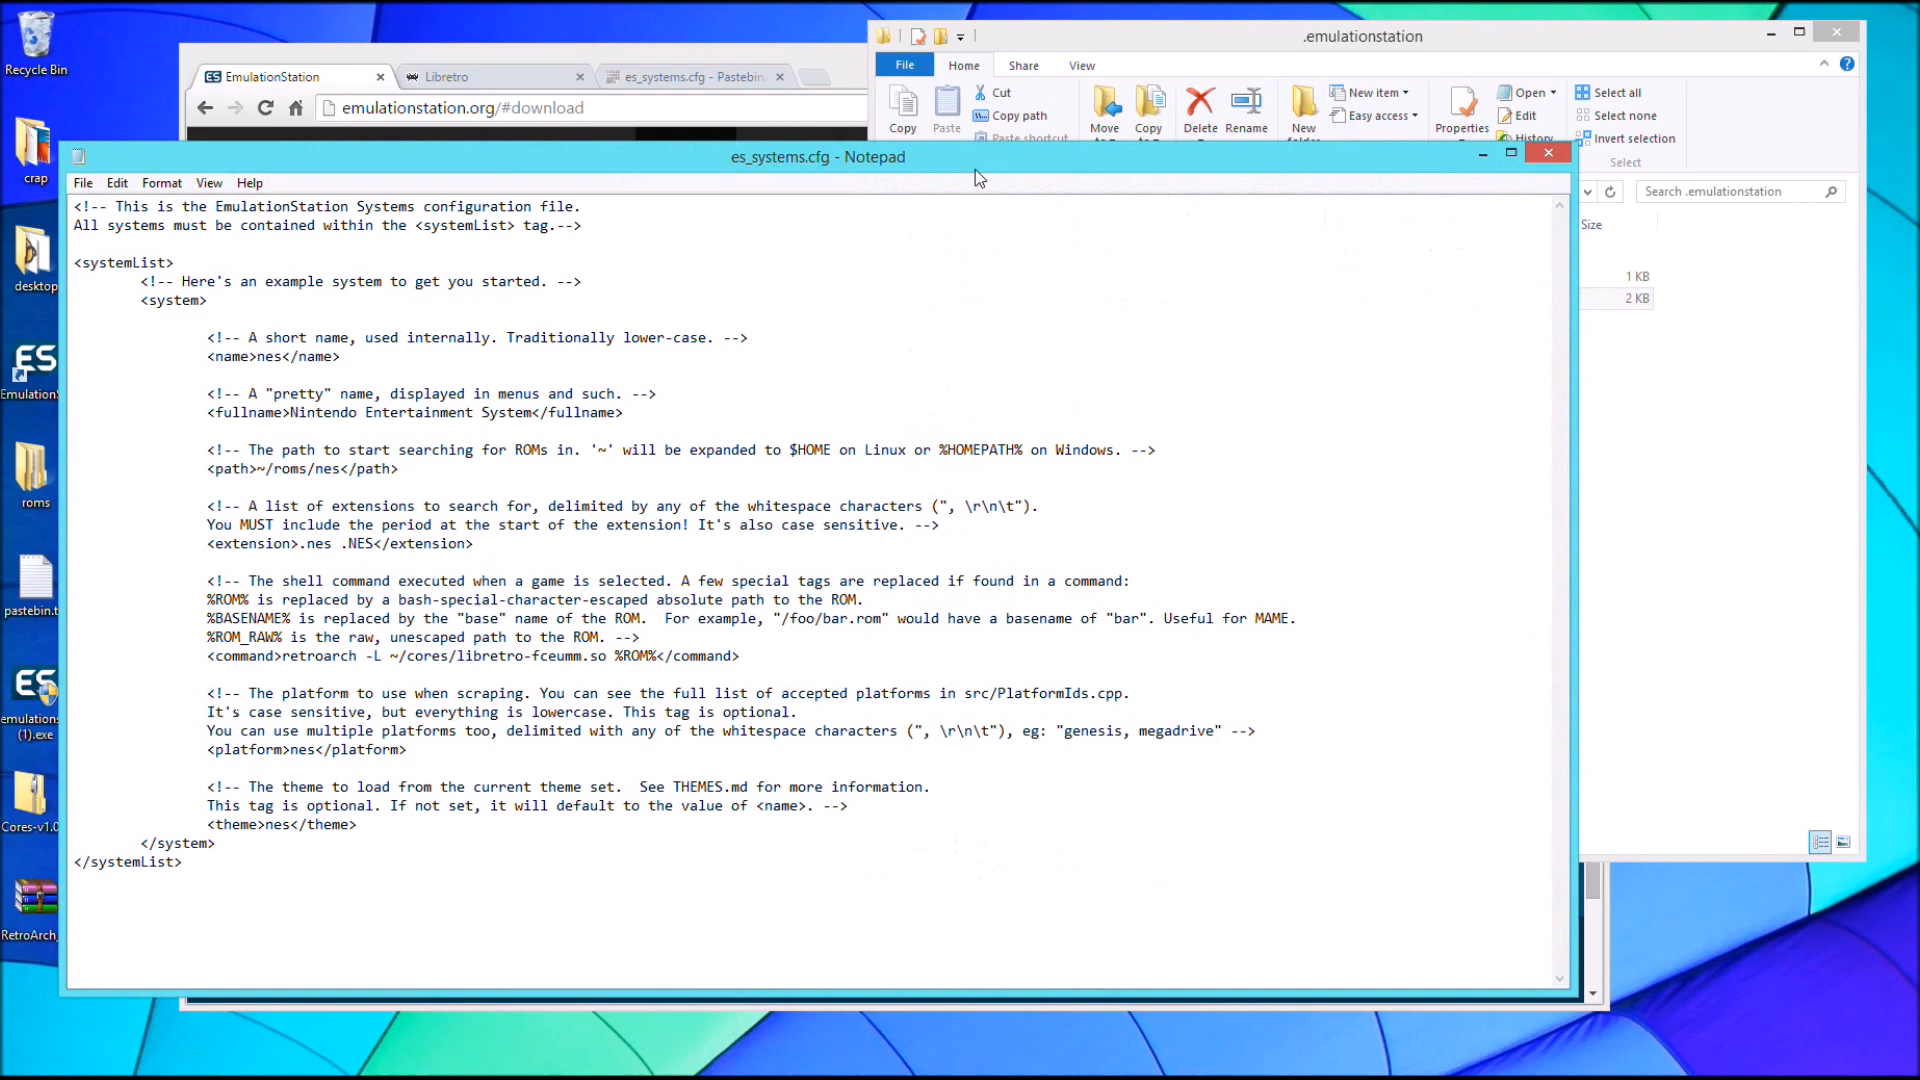 Recycle Bin
crap
desktop
ES
Emulation
roms
pastebin.t
ES
emulations
(1).exe
Cores-v1.0
RetroArch_
ES EmulationStation
Libretro
es_systems.cfg - Pastebin.
emulationstation.org/#download
.emulationstation
File Home Share View
Copy
Paste
Cut
Copy path
Paste shortcut
Move
Copy
Delete
Rename
New
New item
Easy access
Properties
Open
Edit
History
Select all
Select none
Invert selection
Select
Search .emulationstation
Size
1 KB
2 KB
es_systems.cfg - Notepad
File Edit Format View Help
<!-- This is the EmulationStation Systems configuration file.
All systems must be contained within the <systemList> tag.-->
<systemList>
<!-- Here's an example system to get you started. -->
<system>
<!-- A short name, used internally. Traditionally lower-case. -->
<name>nes</name>
<!-- A "pretty" name, displayed in menus and such. -->
<fullname>Nintendo Entertainment System</fullname>
<!-- The path to start searching for ROMs in. '~' will be expanded to $HOME on Linux or %HOMEPATH% on Windows. -->
<path>~/roms/nes</path>
<!-- A list of extensions to search for, delimited by any of the whitespace characters (", \r\n\t").
You MUST include the period at the start of the extension! It's also case sensitive. -->
<extension>.nes .NES</extension>
<!-- The shell command executed when a game is selected. A few special tags are replaced if found in a command:
%ROM% is replaced by a bash-special-character-escaped absolute path to the ROM.
%BASENAME% is replaced by the "base" name of the ROM.  For example, "/foo/bar.rom" would have a basename of "bar". Useful for MAME.
%ROM_RAW% is the raw, unescaped path to the ROM. -->
<command>retroarch -L ~/cores/libretro-fceumm.so %ROM%</command>
<!-- The platform to use when scraping. You can see the full list of accepted platforms in src/PlatformIds.cpp.
It's case sensitive, but everything is lowercase. This tag is optional.
You can use multiple platforms too, delimited with any of the whitespace characters (", \r\n\t"), eg: "genesis, megadrive" -->
<platform>nes</platform>
<!-- The theme to load from the current theme set.  See THEMES.md for more information.
This tag is optional. If not set, it will default to the value of <name>. -->
<theme>nes</theme>
</system>
</systemList>